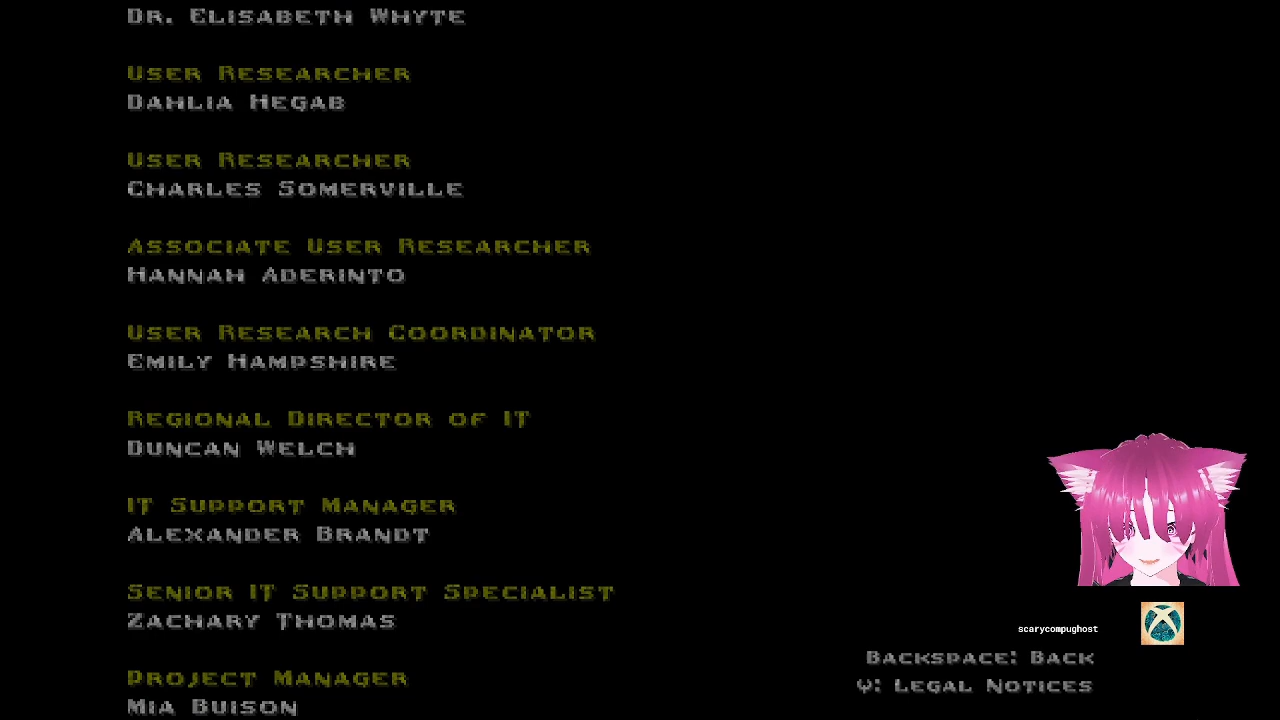 Dr. Elisabeth Whyte
User Researcher
Dahlia Hegab
User Researcher
Charles Somerville
Associate User Researcher
Hannah Aderinto
User Research Coordinator
Emily Hampshire
Regional Director of IT
Duncan Welch
IT Support Manager
Alexander Brandt
Senior IT Support Specialist
Zachary Thomas
Project Manager
Mia Buison
scarycompughost
Backspace: Back
Y: Legal Notices